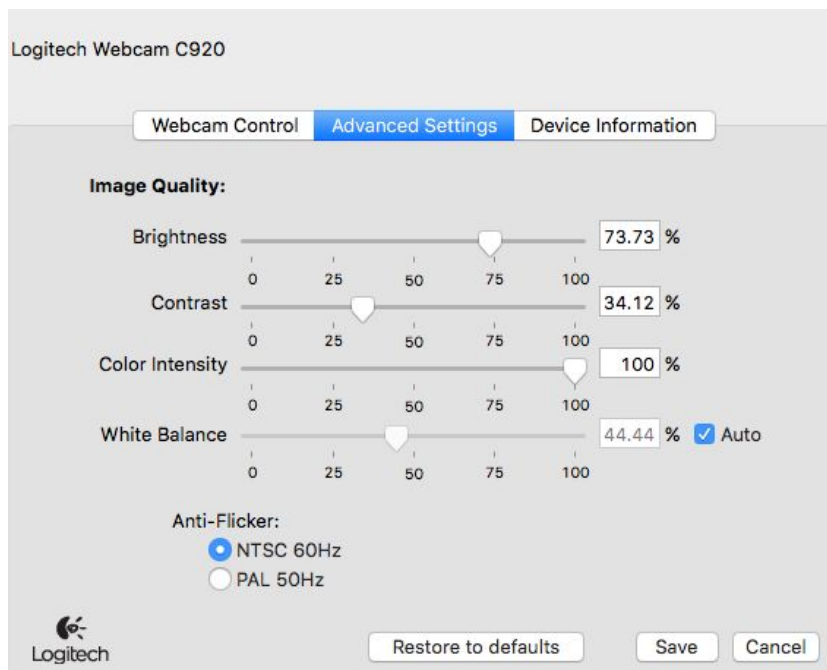 Logitech Webcam C920
Webcam Control Advanced Settings Device Information
Image Quality:
Brightness 73.73 %
0 25 50 75 100
Contrast 34.12 %
0 25 50 75 100
Color Intensity 100 %
0 25 50 75 100
White Balance 44.44 % Auto
0 25 50 75 100
Anti-Flicker:
NTSC 60Hz
PAL 50Hz
Logitech Restore to defaults Save Cancel